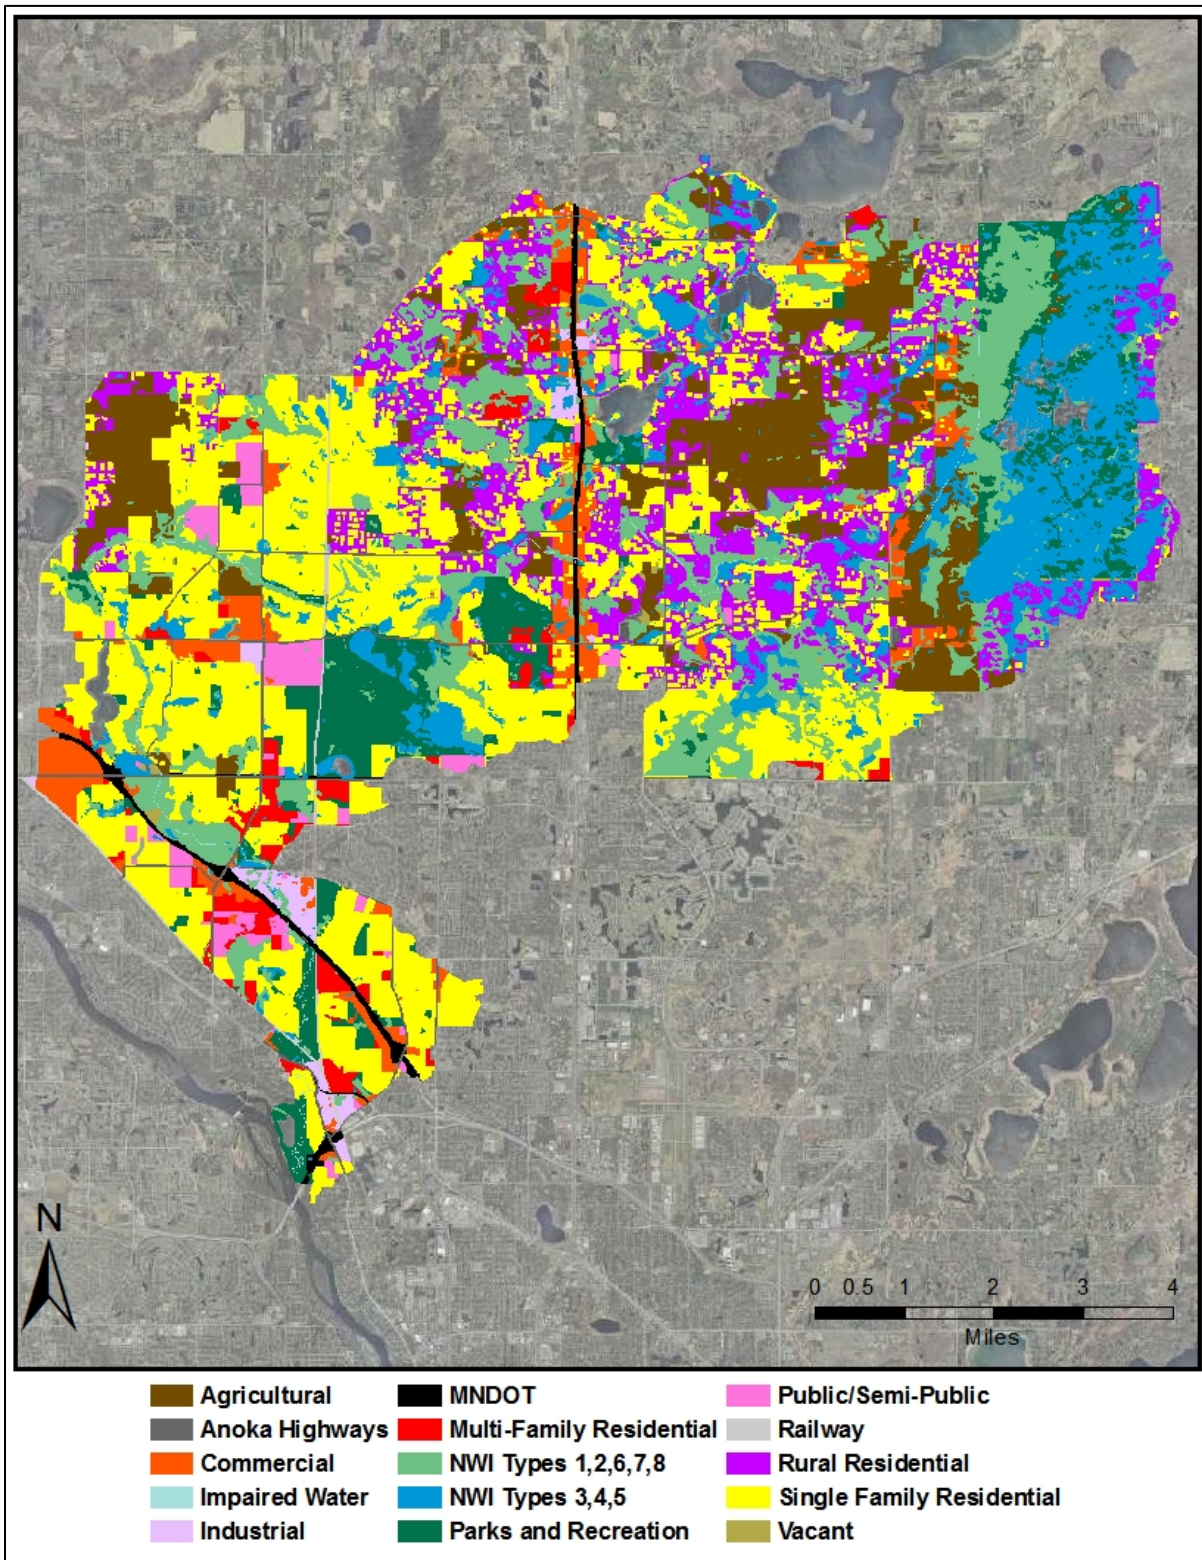 N
0 0.5 1 2 3 4
Miles
Agricultural MNDOT Public/Semi-Public
Anoka Highways Multi-Family Residential Railway
Commercial NWI Types 1,2,6,7,8 Rural Residential
Impaired Water NWI Types 3,4,5 Single Family Residential
Industrial Parks and Recreation Vacant